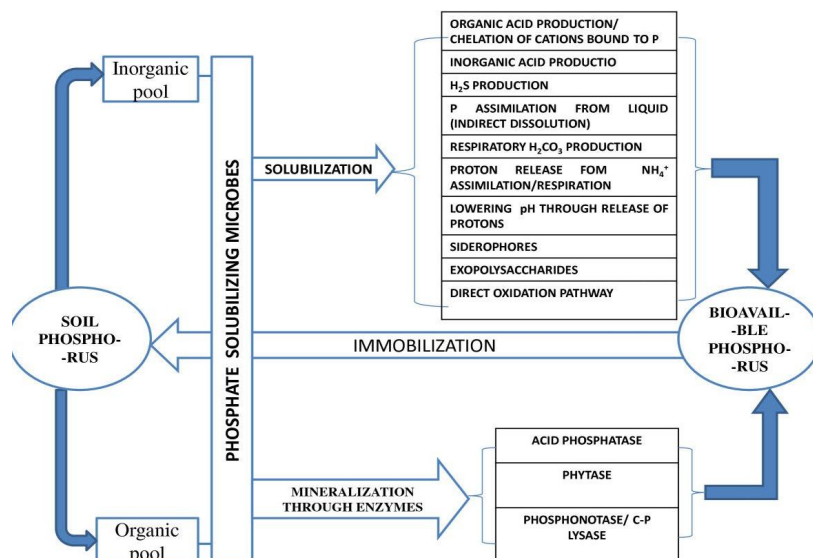 Inorganic
pool
PHOSPHATE SOLUBILIZING MICROBES
SOLUBILIZATION
ORGANIC ACID PRODUCTION/
CHELATION OF CATIONS BOUND TO P
INORGANIC ACID PRODUCTIO
H₂S PRODUCTION
P ASSIMILATION FROM LIQUID
(INDIRECT DISSOLUTION)
RESPIRATORY H₂CO₃ PRODUCTION
PROTON RELEASE FOM NH₄⁺
ASSIMILATION/RESPIRATION
LOWERING pH THROUGH RELEASE OF
PROTONS
SIDEROPHORES
EXOPOLYSACCHARIDES
DIRECT OXIDATION PATHWAY
SOIL
PHOSPHO-
-RUS
IMMOBILIZATION
BIOAVAIL-
-BLE
PHOSPHO-
-RUS
MINERALIZATION
THROUGH ENZYMES
ACID PHOSPHATASE
PHYTASE
PHOSPHONOTASE/ C-P
LYSASE
Organic
pool